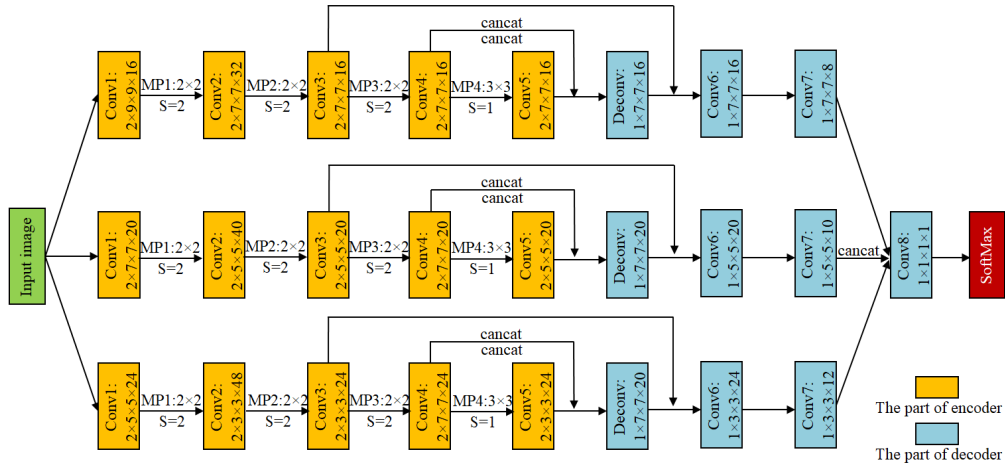 cancat
cancat
Conv1:
2×9×9×16
MP1:2×2
S=2
Conv2:
2×7×7×32
MP2:2×2
S=2
Conv3:
2×7×7×16
MP3:2×2
S=2
Conv4:
2×7×7×16
MP4:3×3
S=1
Conv5:
2×7×7×16
Deconv:
1×7×7×16
Conv6:
1×7×7×16
Conv7:
1×7×7×8
Input image
cancat
cancat
Conv1:
2×7×7×20
MP1:2×2
S=2
Conv2:
2×5×5×40
MP2:2×2
S=2
Conv3:
2×5×5×20
MP3:2×2
S=2
Conv4:
2×7×7×20
MP4:3×3
S=1
Conv5:
2×5×5×20
Deconv:
1×7×7×20
Conv6:
1×5×5×20
Conv7:
1×5×5×10
cancat
Conv8:
1×1×1×1
SoftMax
cancat
cancat
Conv1:
2×5×5×24
MP1:2×2
S=2
Conv2:
2×3×3×48
MP2:2×2
S=2
Conv3:
2×3×3×24
MP3:2×2
S=2
Conv4:
2×7×7×24
MP4:3×3
S=1
Conv5:
2×3×3×24
Deconv:
1×7×7×20
Conv6:
1×3×3×24
Conv7:
1×3×3×12
The part of encoder
The part of decoder